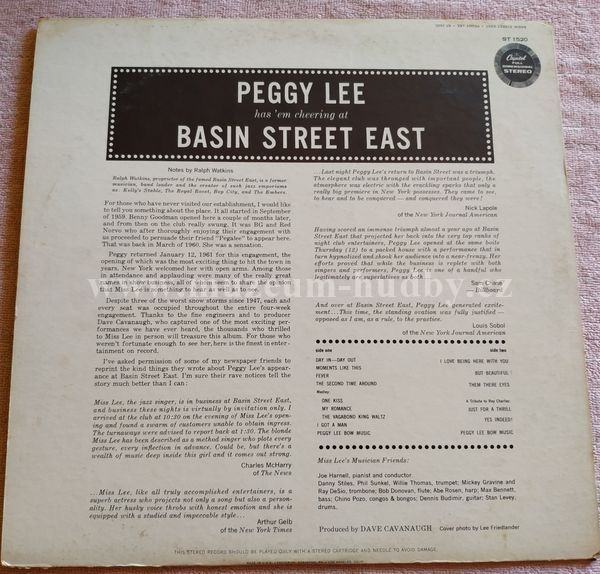 ST 1520
Capitol
FULL
DIMENSIONAL
STEREO
PEGGY LEE
has 'em cheering at
BASIN STREET EAST
Notes by Ralph Watkins
Ralph Watkins, proprietor of the famed Basin Street East, is a former
musician, band leader and the creator of such jazz emporiums
as: Kelly's Stable, The Royal Roost, Bop City, and The Embers.
For those who have never visited our establishment, I would like
to tell you something about the place. It all started in September
of 1959. Benny Goodman opened here a couple of months later,
and from then on the club really swung. It was BG and Red
Norvo who after thoroughly enjoying their engagement with
us proceeded to persuade their friend "Pegalee" to appear here.
That was back in March of 1960. She was a sensation.
Peggy returned January 12, 1961 for this engagement, the
opening of which was the most exciting thing to hit the town in
years. New York welcomed her with open arms. Among those
in attendance and applauding were many of the really great
names in show business. For an entertainer to share such
as Miss Lee is something to see and hear.
Despite three of the worst snow storms since 1947, each and
every seat was occupied throughout the entire four-week
engagement. Thanks to the fine engineers and to producer
Dave Cavanaugh, who captured one of the most exciting per-
formances we have ever heard, the thousands who thrilled
to Miss Lee in person will treasure this album. For those who
weren't fortunate enough to see her, here is the finest in enter-
tainment on record.
I've asked permission of some of my newspaper friends to
reprint the kind things they wrote about Peggy Lee's appear-
ance at Basin Street East. I'm sure their rave notices tell the
story much better than I can:
Miss Lee, the jazz singer, is in business at Basin Street East,
and business these nights is virtually by invitation only. I
arrived at the club at 10:20 on the evening of Miss Lee's open-
ing and found a swarm of customers unable to obtain ingress.
The turnaways were advised to report back at 1:30. The blonde
Miss Lee has been described as a method singer who plots every
gesture, every inflection in advance. Could be, but there's a
wealth of music deep inside this girl and it comes out strong.
Charles McHarry
of The News
...Miss Lee, like all truly accomplished entertainers, is a
superb actress who projects not only a song but also a person-
ality. Her husky voice throbs with honest emotion and she is
equipped with a studied and impeccable style...
Arthur Gelb
of the New York Times
...Last night Peggy Lee's return to Basin Street was a triumph.
The elegant club was thronged with important people, the
atmosphere was electric with the crackling sparks that only a
really big premiere in New York possesses. They came to see,
to hear and to be conquered — and conquered they were!
Nick Lapole
of the New York Journal American
Having scored an immense triumph almost a year ago at Basin
Street East that projected her back into the very top ranks of
night club entertainers, Peggy Lee opened at the same boite
Thursday (12) to a packed house with a performance that in
turn hypnotized and shook her audience into a near-frenzy. Her
efforts proved that while the business is replete with both
singers and performers, Peggy Lee is one of a handful who
legitimately can qualify as both.
Sam Chase
of Billboard
And over at Basin Street East, Peggy Lee generated excite-
ment...This time, the standing ovation was fully justified —
opposed as I am, as a rule, to the practice.
Louis Sobol
of the New York Journal American
side one
DAY IN—DAY OUT
MOMENTS LIKE THIS
FEVER
THE SECOND TIME AROUND
Medley:
ONE KISS
MY ROMANCE
THE VAGABOND KING WALTZ
I GOT A MAN
PEGGY LEE BOW MUSIC
side two
I LOVE BEING HERE WITH YOU
BUT BEAUTIFUL
THEM THERE EYES
A Tribute to Ray Charles:
JUST FOR A THRILL
YES INDEED!
PEGGY LEE BOW MUSIC
Miss Lee's Musician Friends:
Joe Harnell, pianist and conductor
Danny Stiles, Phil Sunkel, Willie Thomas, trumpet; Mickey Gravine and
Ray DeSio, trombone; Bob Donovan, flute; Abe Rosen, harp; Max Bennett,
bass; Chino Pozo, congas & bongos; Dennis Budimir, guitar; Stan Levey,
drums.
Produced by DAVE CAVANAUGH Cover photo by Lee Friedlander
THIS STEREO RECORD SHOULD BE PLAYED ONLY WITH A STEREO CARTRIDGE AND NEEDLE TO AVOID DAMAGE.